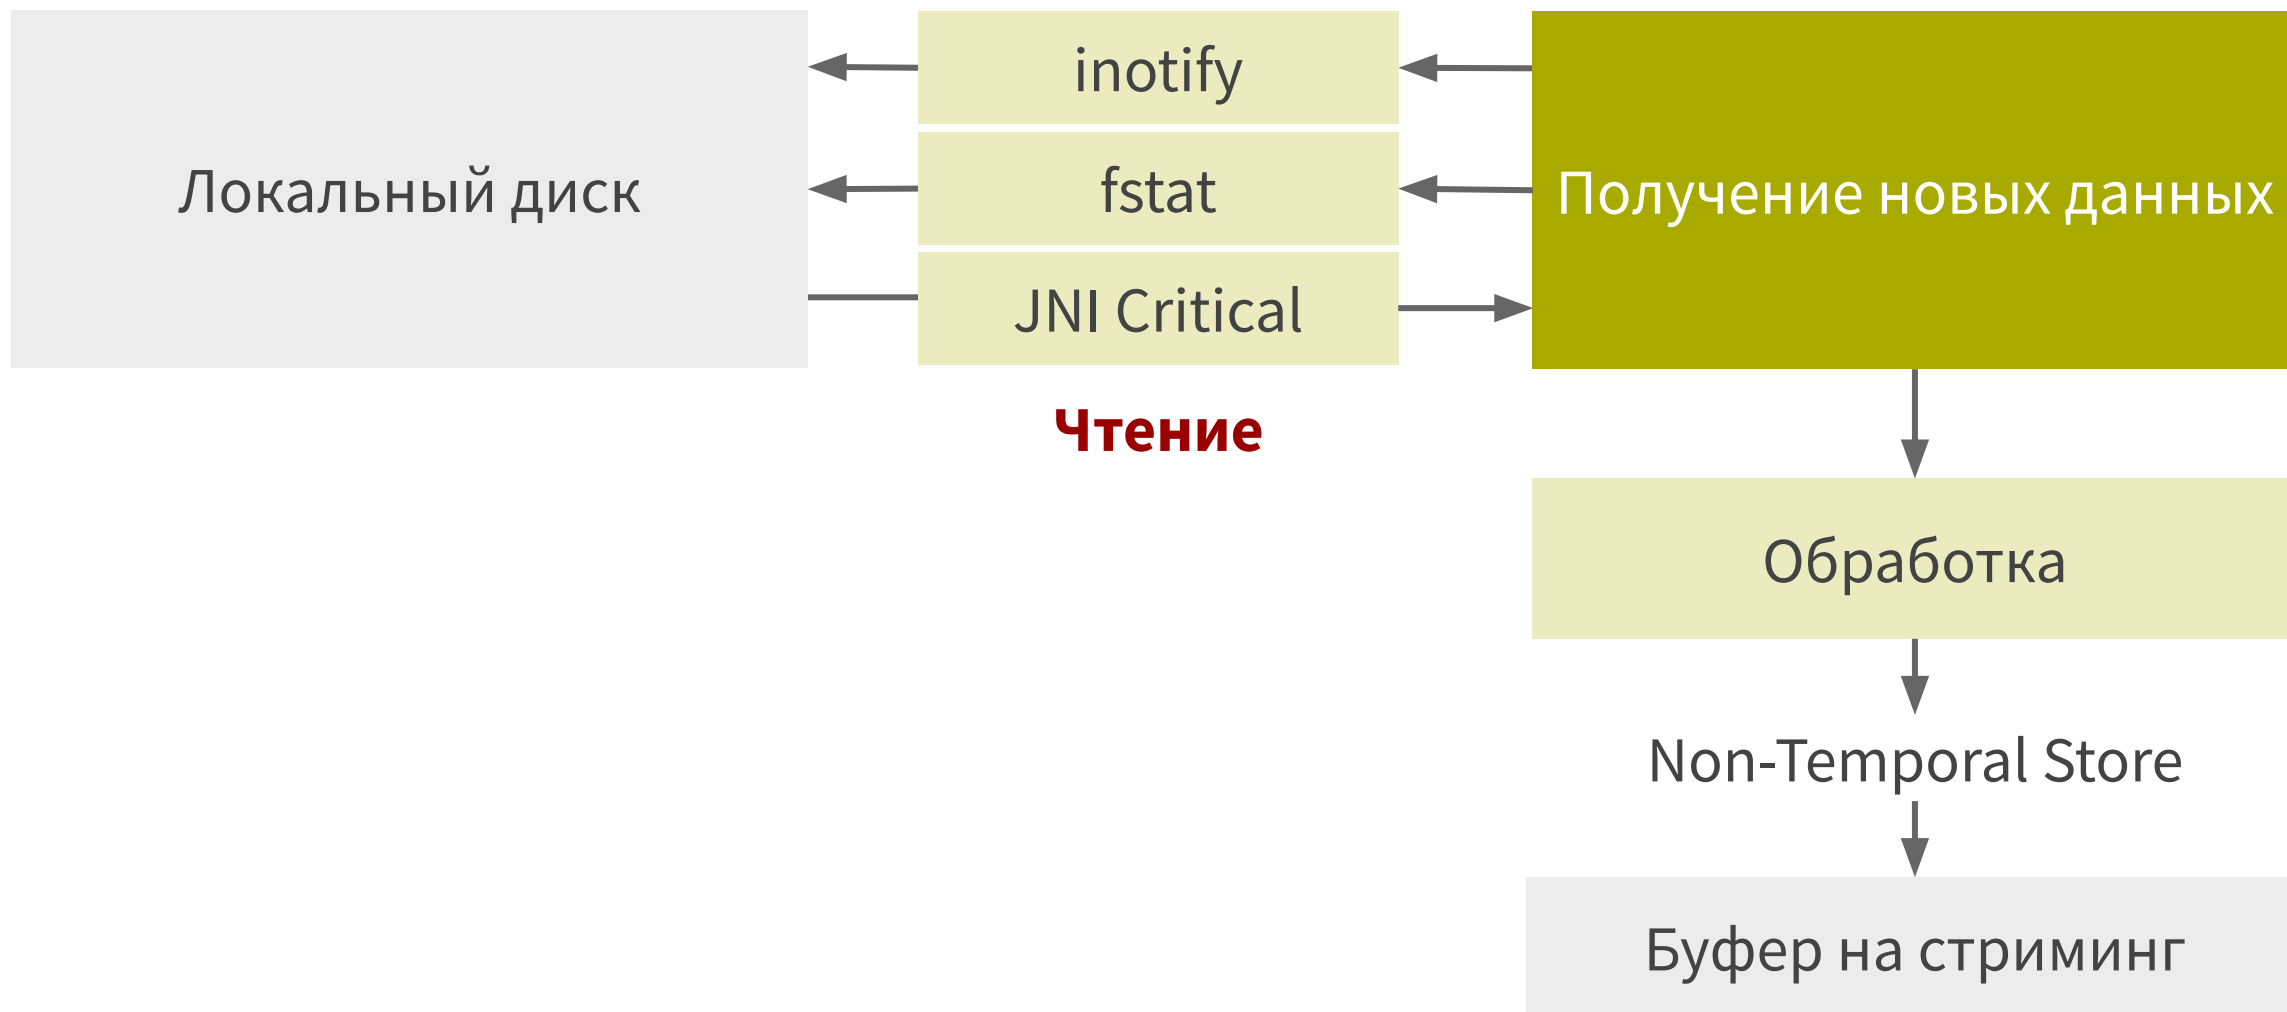 inotify
Локальный диск
fstat
Получение новых данных
JNI Critical
Чтение
Обработка
Non-Temporal Store
Буфер на стриминг